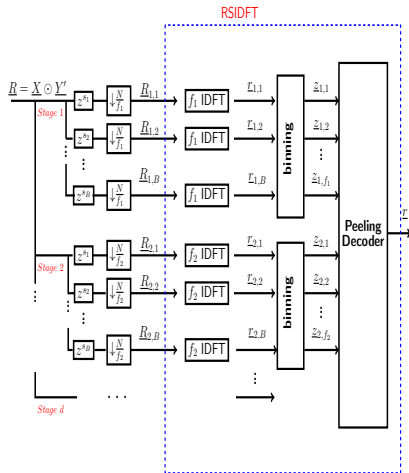 RSIDFT
R = X ⊙ Y′
Stage 1
z^{s_1} ↓N/f_1 R_{1,1} f_1 IDFT r_{1,1} z_{1,1}
z^{s_2} ↓N/f_1 R_{1,2} f_1 IDFT r_{1,2} z_{1,2}
⋮ ⋮ ⋮
z^{s_B} ↓N/f_1 R_{1,B} f_1 IDFT r_{1,B} z_{1,f_1}
binning
Peeling
Decoder
r
Stage 2
z^{s_1} ↓N/f_2 R_{2,1} f_2 IDFT r_{2,1} z_{2,1}
z^{s_2} ↓N/f_2 R_{2,2} f_2 IDFT r_{2,2} z_{2,2}
⋮ ⋮ ⋮ ⋮
z^{s_B} ↓N/f_2 R_{2,B} f_2 IDFT r_{2,B} z_{2,f_2}
binning
⋮
Stage d
· · ·